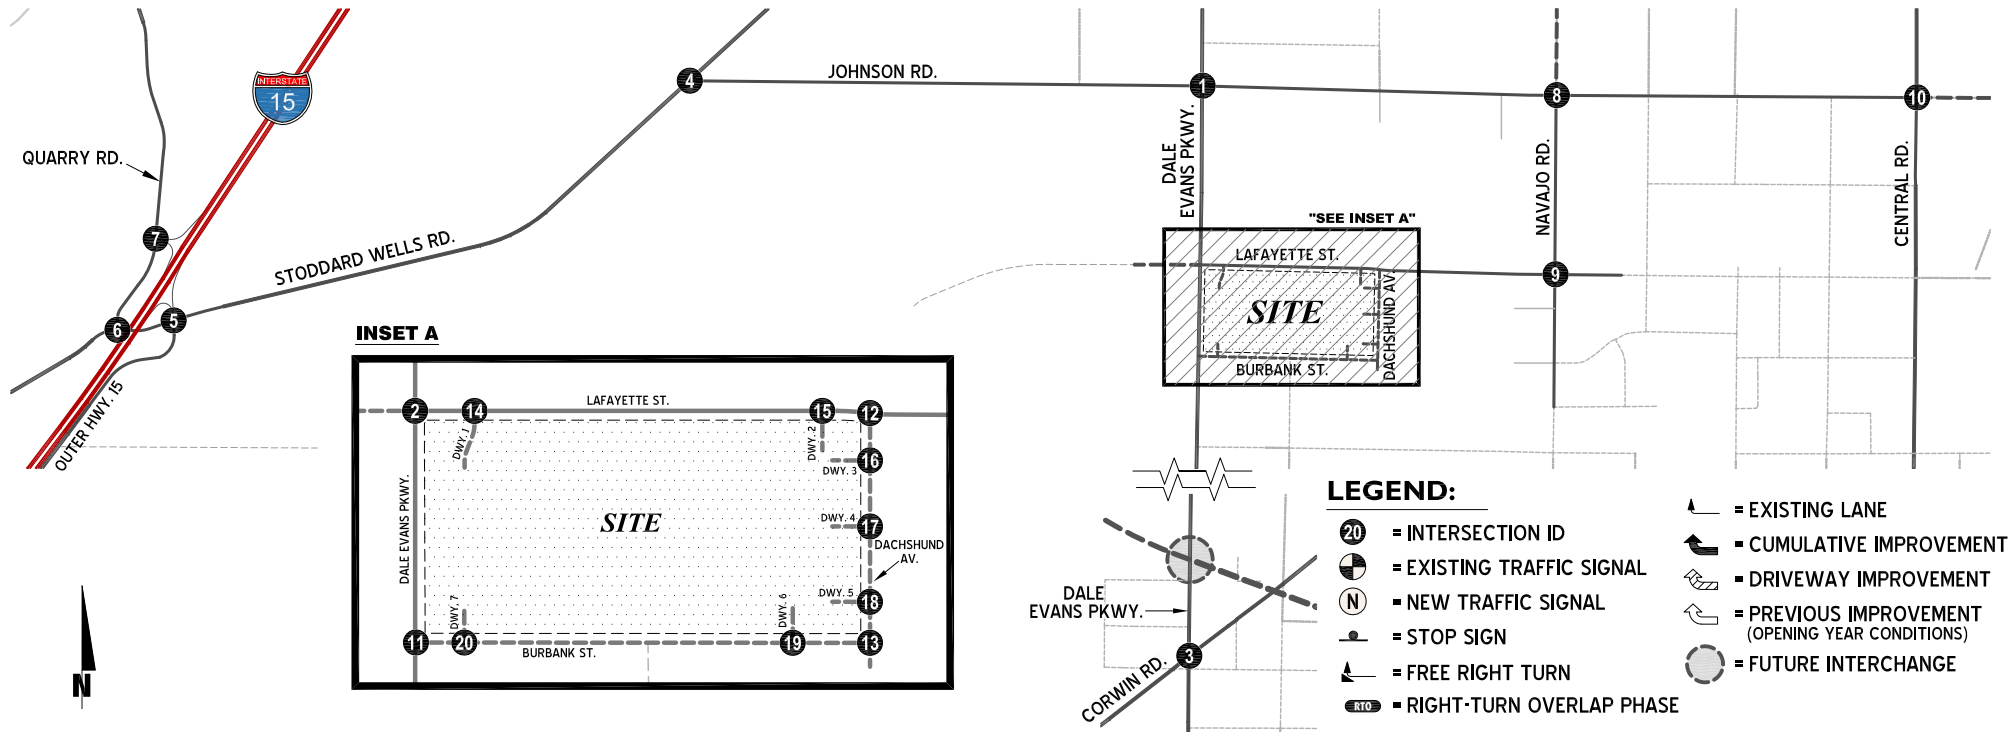 INTERSTATE
15
QUARRY RD.
7
6
5
4
STODDARD WELLS RD.
OUTER HWY. 15
JOHNSON RD.
1
8
10
DALE
EVANS PKWY.
NAVAJO RD.
CENTRAL RD.
"SEE INSET A"
LAFAYETTE ST.
SITE
DACHSHUND AV.
BURBANK ST.
9
INSET A
2
14
LAFAYETTE ST.
15
12
DWY. 1
DWY. 2
DWY. 3
16
DALE EVANS PKWY.
SITE
DWY. 4
17
DACHSHUND
AV.
DWY. 5
18
DWY. 7
DWY. 6
11
20
BURBANK ST.
19
13
N
DALE
EVANS PKWY.
CORWIN RD.
3
LEGEND:
20 = INTERSECTION ID
= EXISTING TRAFFIC SIGNAL
N = NEW TRAFFIC SIGNAL
= STOP SIGN
= FREE RIGHT TURN
RTO = RIGHT-TURN OVERLAP PHASE
= EXISTING LANE
= CUMULATIVE IMPROVEMENT
= DRIVEWAY IMPROVEMENT
= PREVIOUS IMPROVEMENT
(OPENING YEAR CONDITIONS)
= FUTURE INTERCHANGE